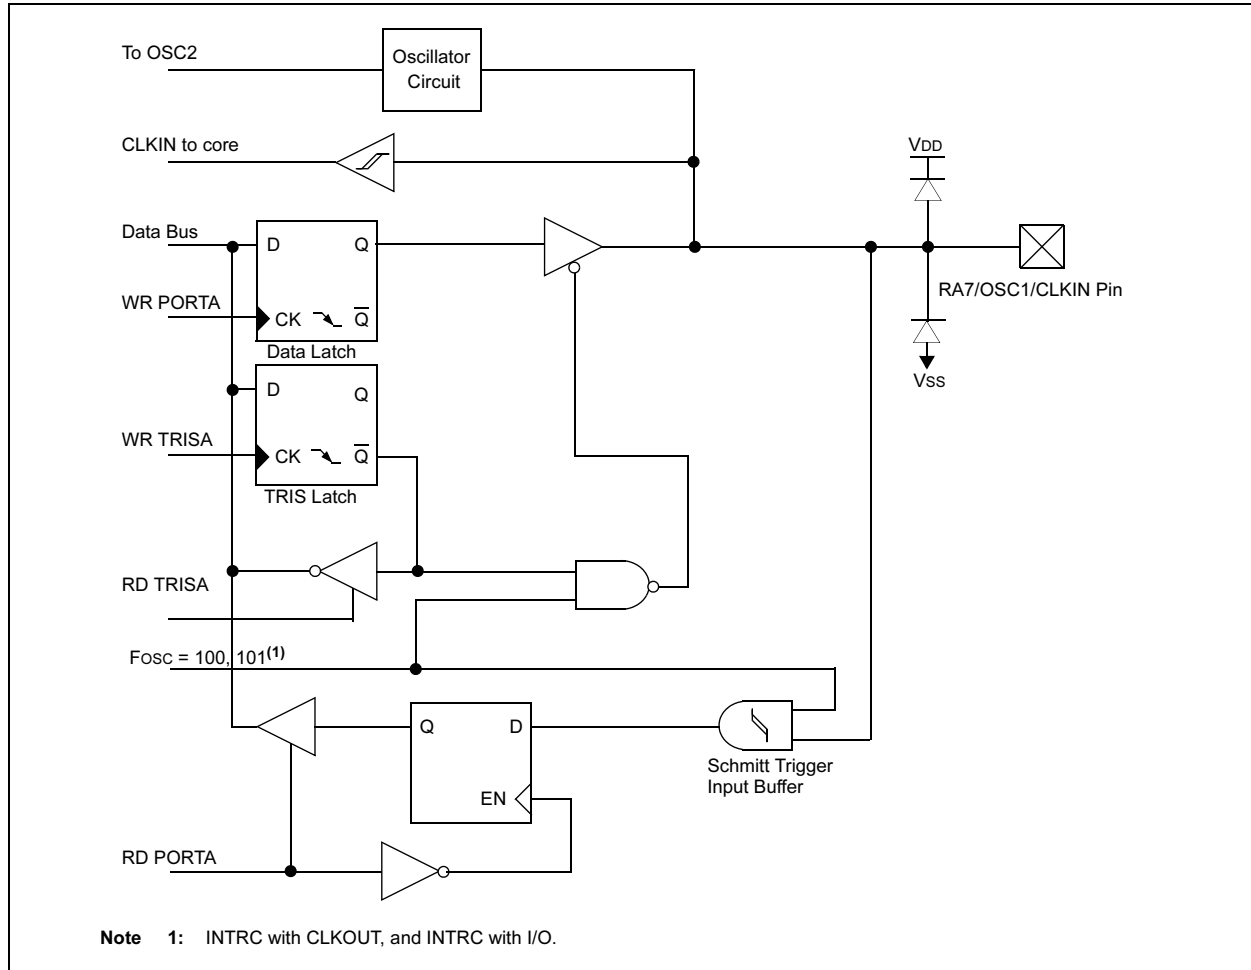 To OSC2
Oscillator
Circuit
CLKIN to core
VDD
Data Bus
D
Q
WR PORTA
CK
Q̅
Data Latch
RA7/OSC1/CLKIN Pin
VSS
D
Q
WR TRISA
CK
Q̅
TRIS Latch
RD TRISA
FOSC = 100, 101(1)
Q
D
EN
Schmitt Trigger
Input Buffer
RD PORTA
Note 1: INTRC with CLKOUT, and INTRC with I/O.